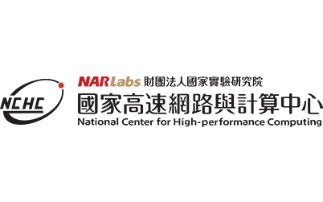 NCHC
NARLabs 財團法人國家實驗研究院
國家高速網路與計算中心
National Center for High-performance Computing